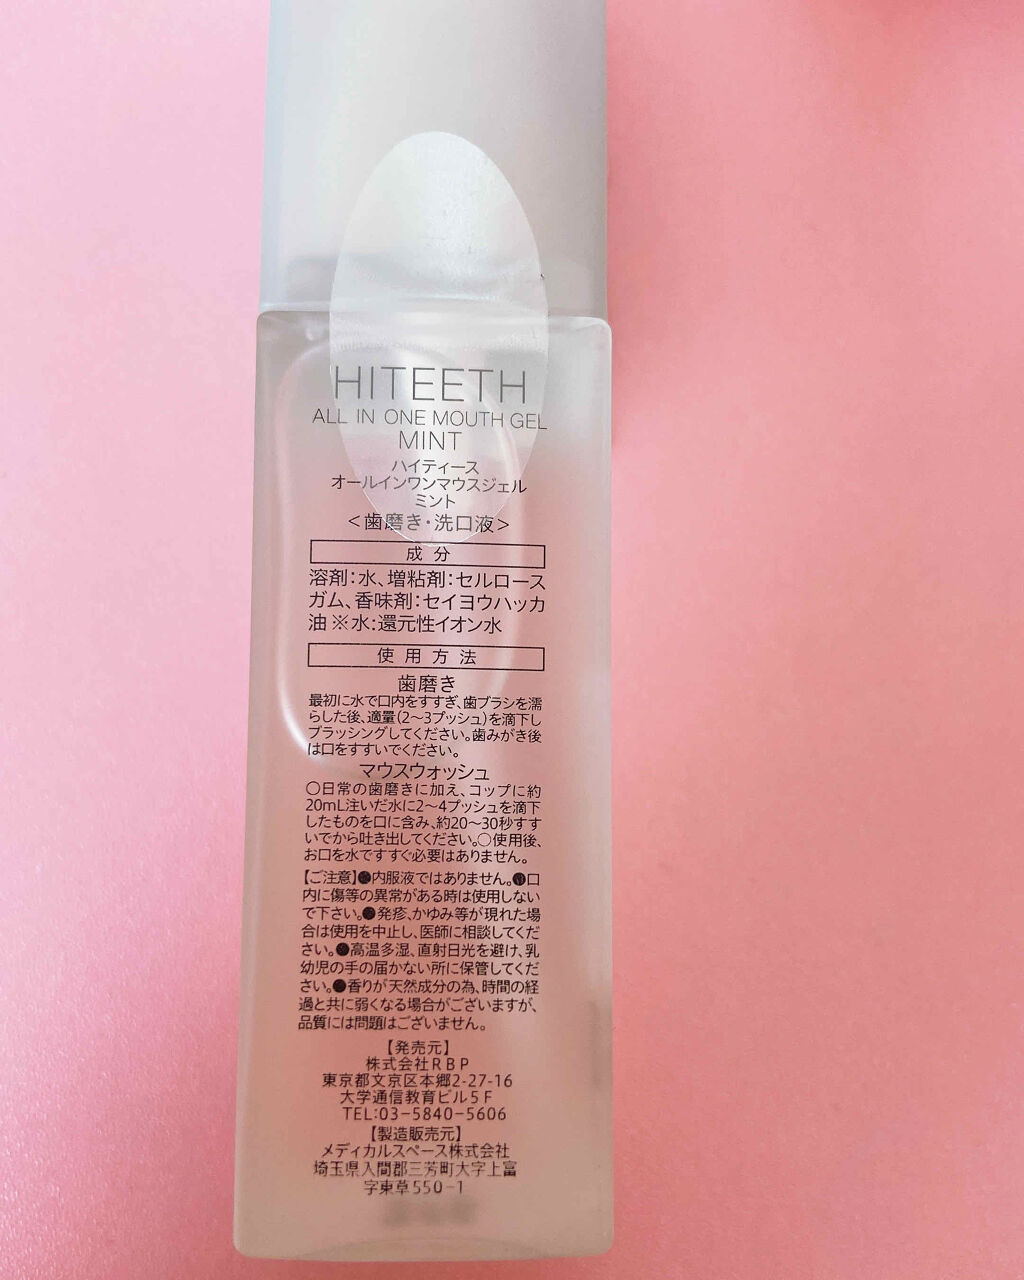 HITEETH
ALL IN ONE MOUTH GEL
MINT
ハイティース
オールインワンマウスジェル
ミント
＜歯磨き・洗口液＞
成分
溶剤：水、増粘剤：セルロース
ガム、香味剤：セイヨウハッカ
油 ※水：還元性イオン水
使用方法
歯磨き
最初に水で口内をすすぎ、歯ブラシを濡
らした後、適量（2〜3プッシュ）を滴下し
ブラッシングしてください。歯みがき後
は口をすすいでください。
マウスウォッシュ
○日常の歯磨きに加え、コップに約
20mL注いだ水に2〜4プッシュを滴下
したものを口に含み、約20〜30秒すす
いでから吐き出してください。○使用後、
お口を水ですすぐ必要はありません。
【ご注意】●内服液ではありません。●口
内に傷等の異常がある時は使用しない
で下さい。●発疹、かゆみ等が現れた場
合は使用を中止し、医師に相談してくだ
さい。●高温多湿、直射日光を避け、乳
幼児の手の届かない所に保管してくだ
さい。●香りが天然成分の為、時間の経
過と共に弱くなる場合がございますが、
品質には問題はございません。
【発売元】
株式会社RBP
東京都文京区本郷2-27-16
大学通信教育ビル5F
TEL:03-5840-5606
【製造販売元】
メディカルスペース株式会社
埼玉県入間郡三芳町大字上富
字東草550-1